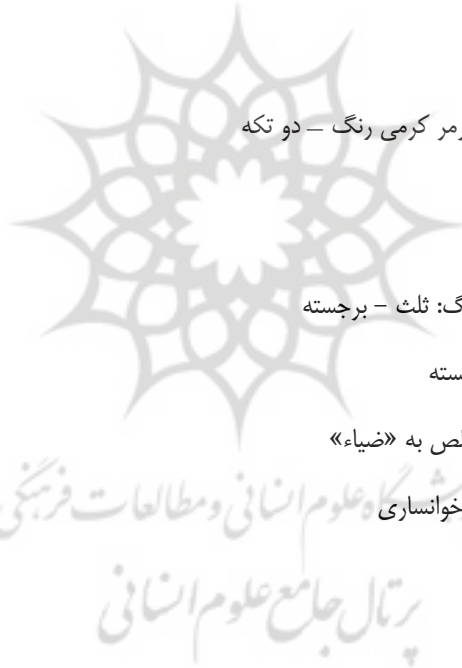 رمر کرمی رنگ – دو تکه
گ: ثلث – برجسته
سته
لص به «ضیاء»
خوانساری
پژوهشگاه علوم انسانی و مطالعات فرهنگی
پرتال جامع علوم انسانی